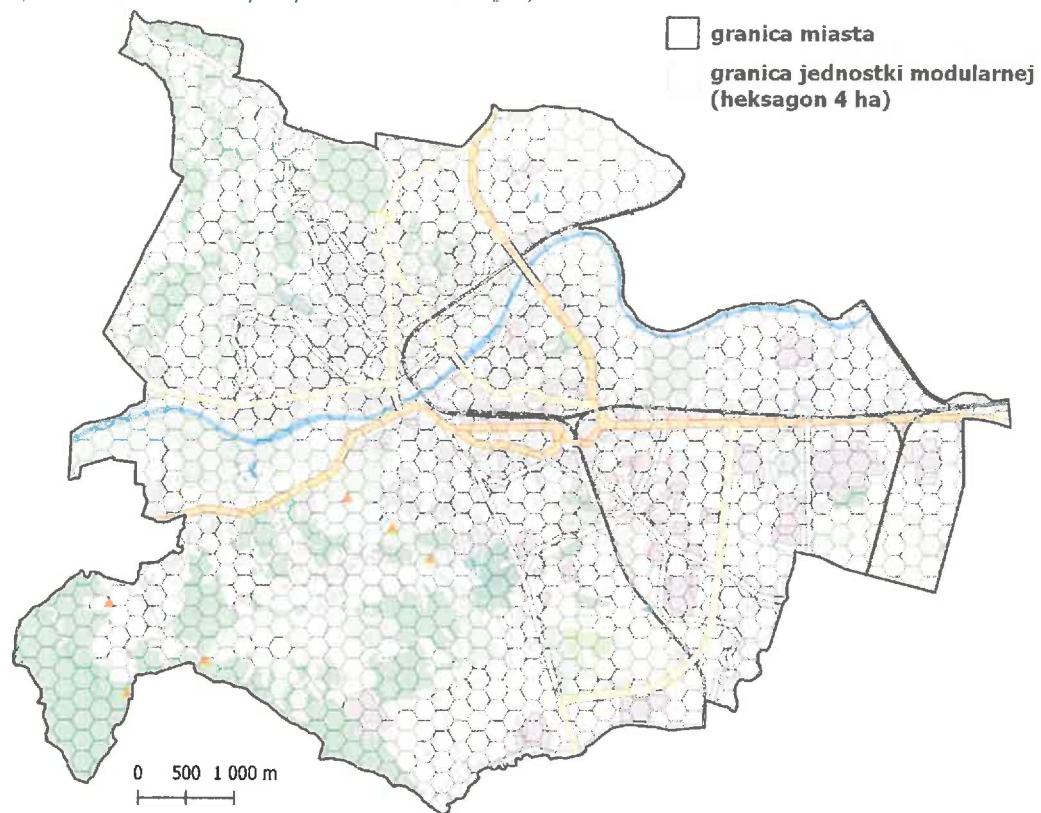 granica miasta
granica jednostki modularnej
(heksagon 4 ha)
0 500 1 000 m